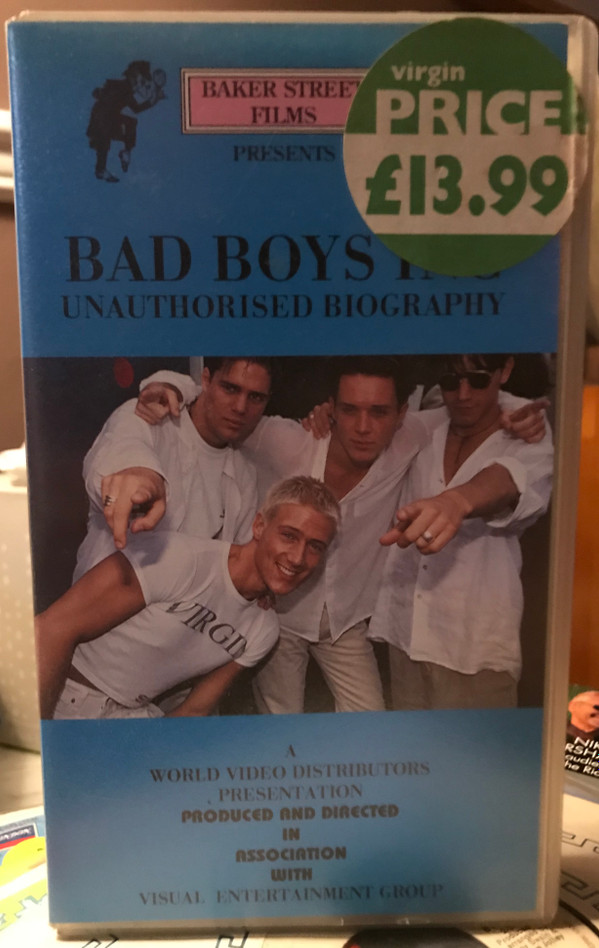 BAKER STREET
FILMS
PRESENTS
virgin
PRICE
£13.99
BAD BOYS INC
UNAUTHORISED BIOGRAPHY
VIRGIN
A
WORLD VIDEO DISTRIBUTORS
PRESENTATION
PRODUCED AND DIRECTED
IN
ASSOCIATION
WITH
VISUAL ENTERTAINMENT GROUP